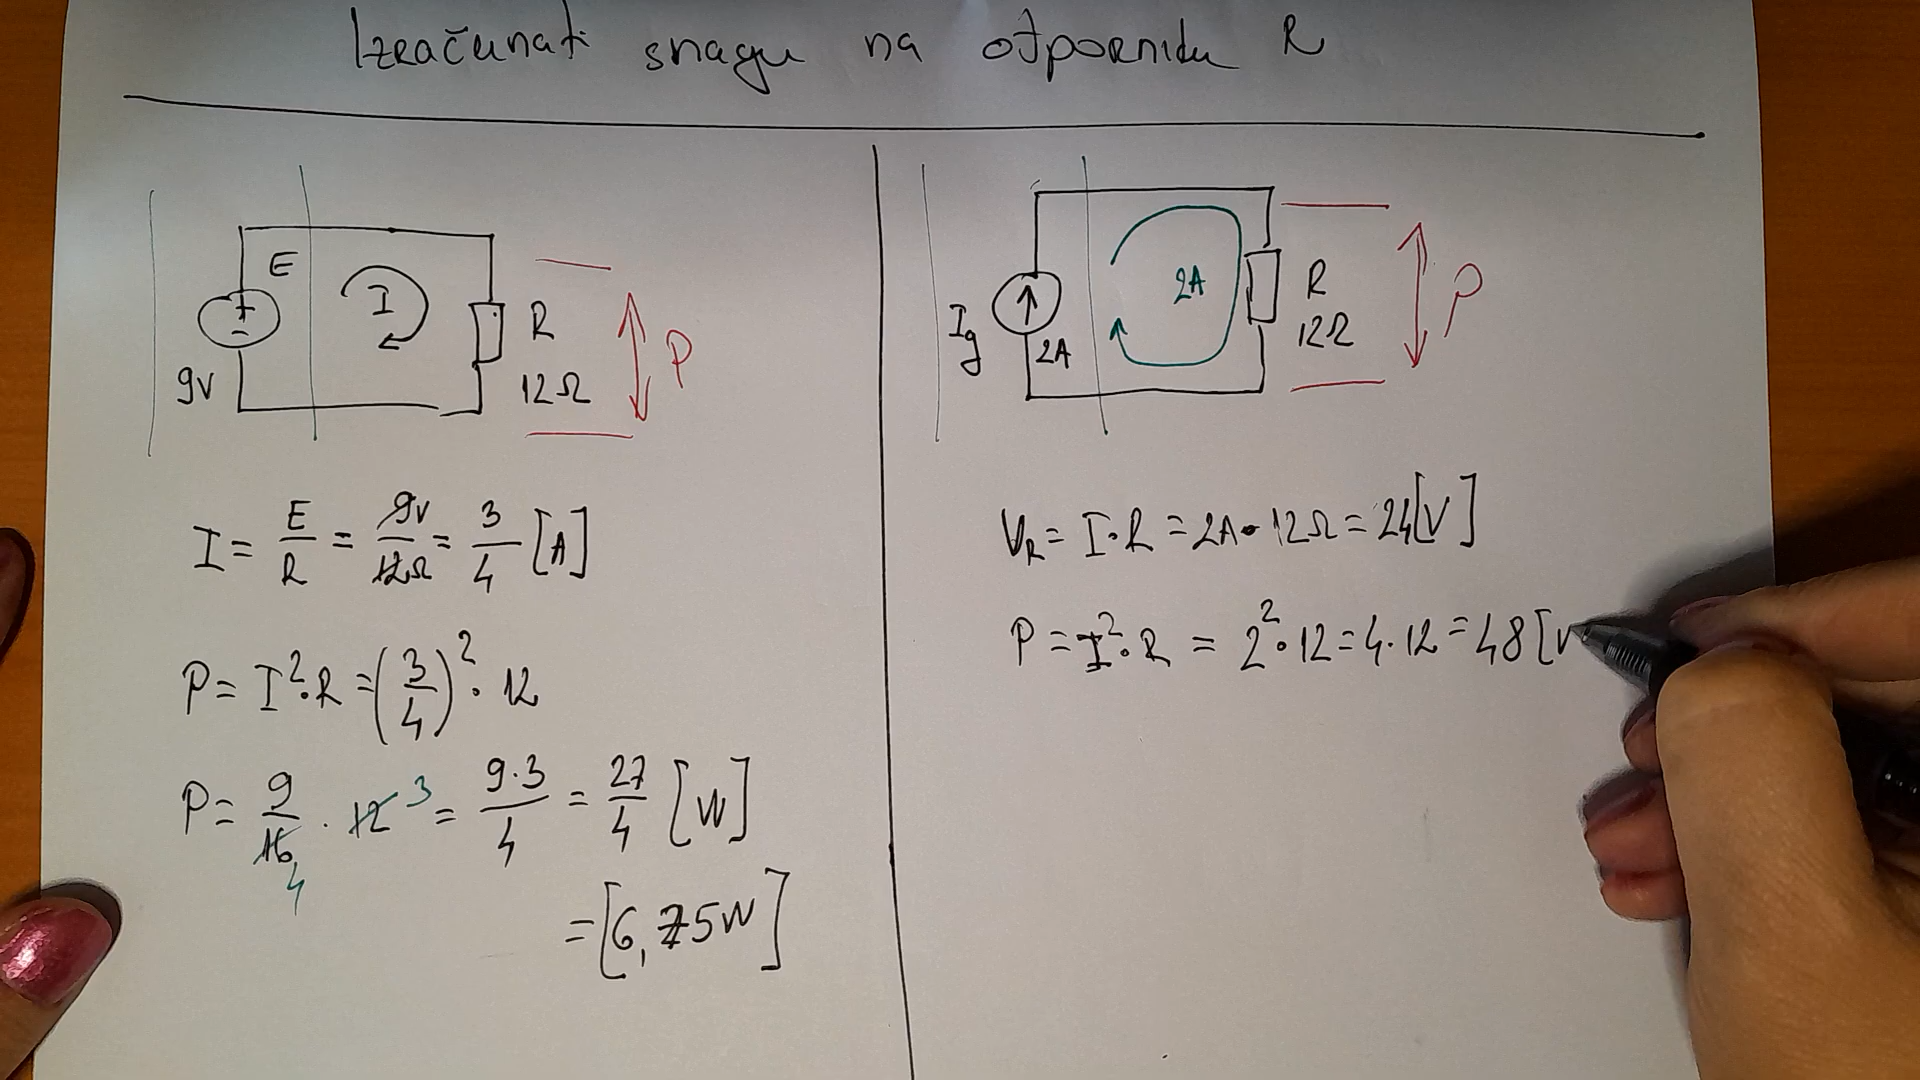 Izračunati snagu na otporniku R
E
I
R
9V
12Ω
P
I = E/R = 9V/12Ω = 3/4 [A]
P = I²·R = (3/4)²·12
P = 9/16 4 · 12 3 = 9·3/4 = 27/4 [W]
= [6,75W]
2A
R
Ig
2A
12Ω
P
VR = I·R = 2A·12Ω = 24[V]
P = I²·R = 2²·12 = 4·12 = 48 [